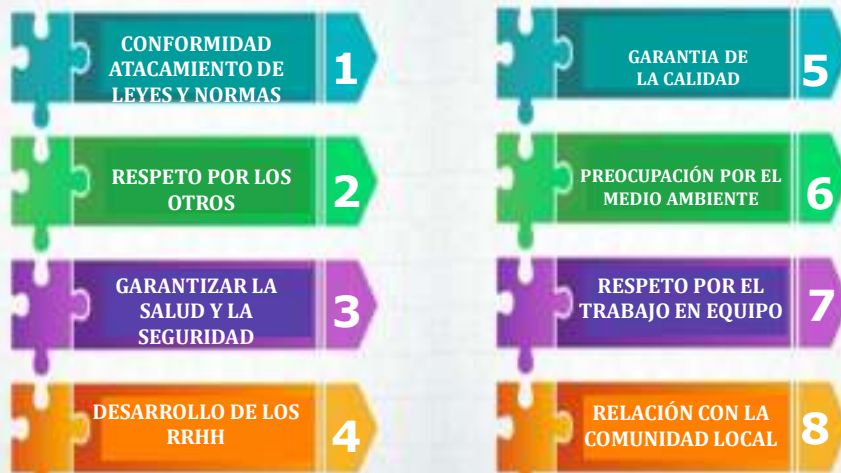 CONFORMIDAD
ATACAMIENTO DE
LEYES Y NORMAS
1
RESPETO POR LOS
OTROS
2
GARANTIZAR LA
SALUD Y LA
SEGURIDAD
3
DESARROLLO DE LOS
RRHH
4
GARANTIA DE
LA CALIDAD
5
PREOCUPACIÓN POR EL
MEDIO AMBIENTE
6
RESPETO POR EL
TRABAJO EN EQUIPO
7
RELACIÓN CON LA
COMUNIDAD LOCAL
8